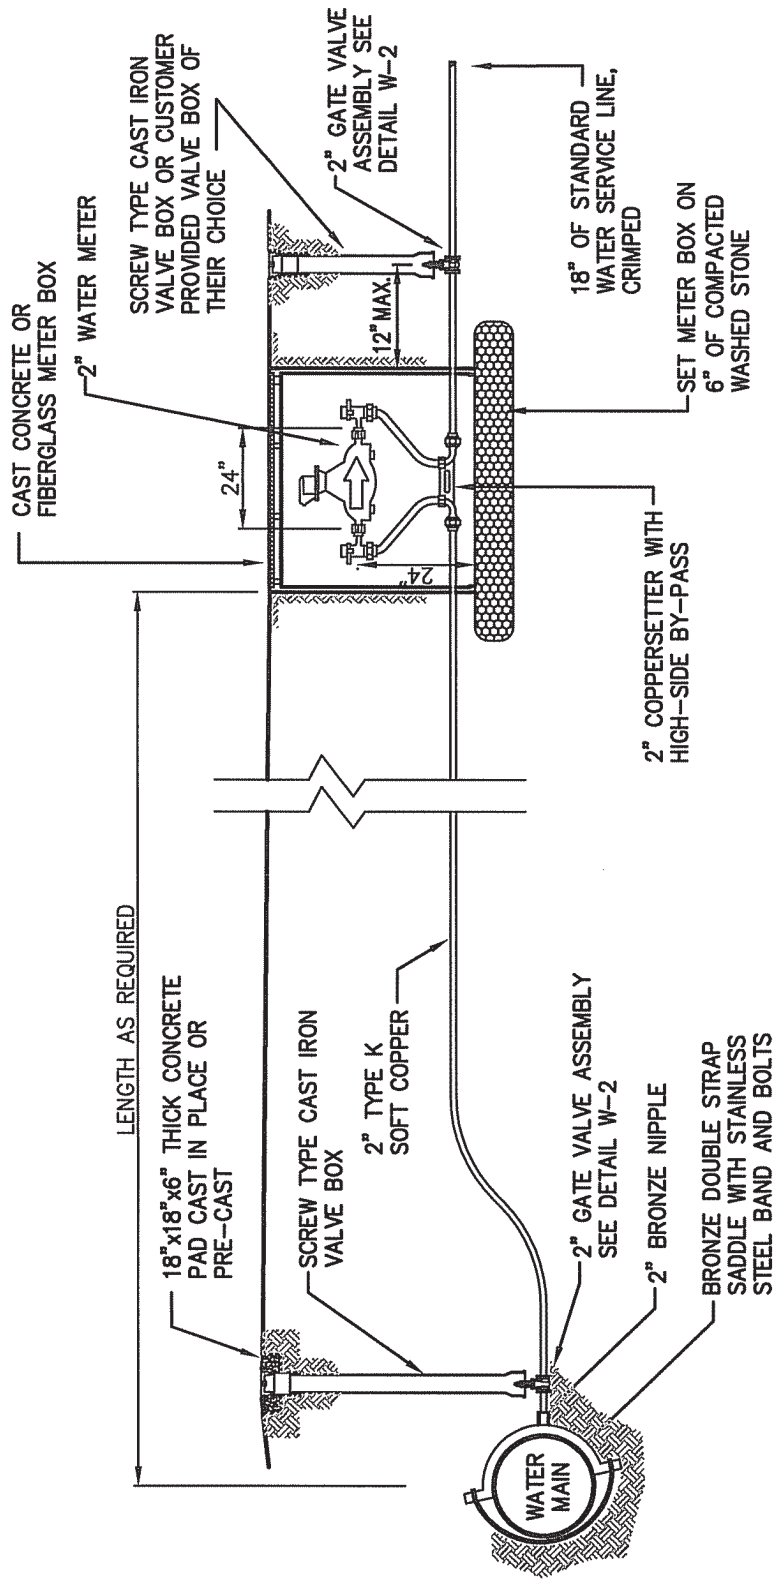 LENGTH AS REQUIRED
18"x18"x6" THICK CONCRETE
PAD CAST IN PLACE OR
PRE-CAST
SCREW TYPE CAST IRON
VALVE BOX
2" TYPE K
SOFT COPPER
2" GATE VALVE ASSEMBLY
SEE DETAIL W-2
2" BRONZE NIPPLE
BRONZE DOUBLE STRAP
SADDLE WITH STAINLESS
STEEL BAND AND BOLTS
WATER
MAIN
CAST CONCRETE OR
FIBERGLASS METER BOX
2" WATER METER
SCREW TYPE CAST IRON
VALVE BOX OR CUSTOMER
PROVIDED VALVE BOX OF
THEIR CHOICE
2" GATE VALVE
ASSEMBLY SEE
DETAIL W-2
24"
24"
12" MAX.
18" OF STANDARD
WATER SERVICE LINE,
CRIMPED
SET METER BOX ON
6" OF COMPACTED
WASHED STONE
2" COPPERSETTER WITH
HIGH-SIDE BY-PASS